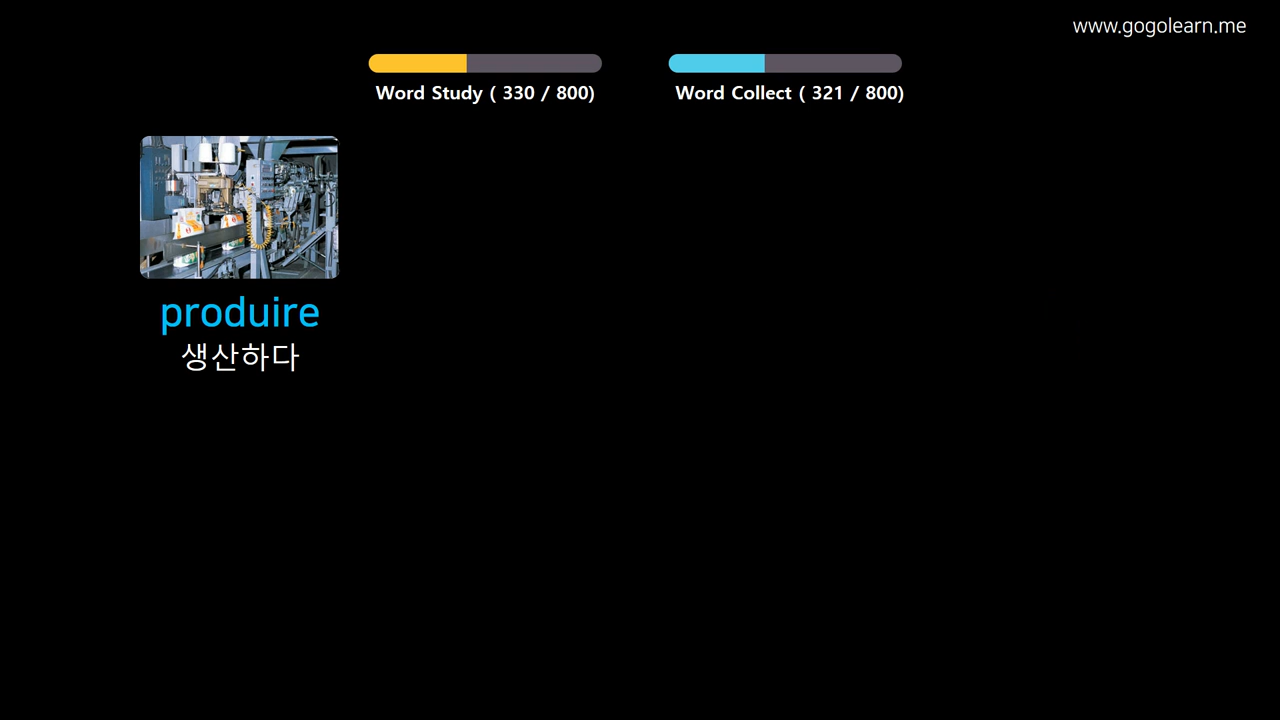 www.gogolearn.me
Word Study ( 330 / 800)
Word Collect ( 321 / 800)
produire
생산하다